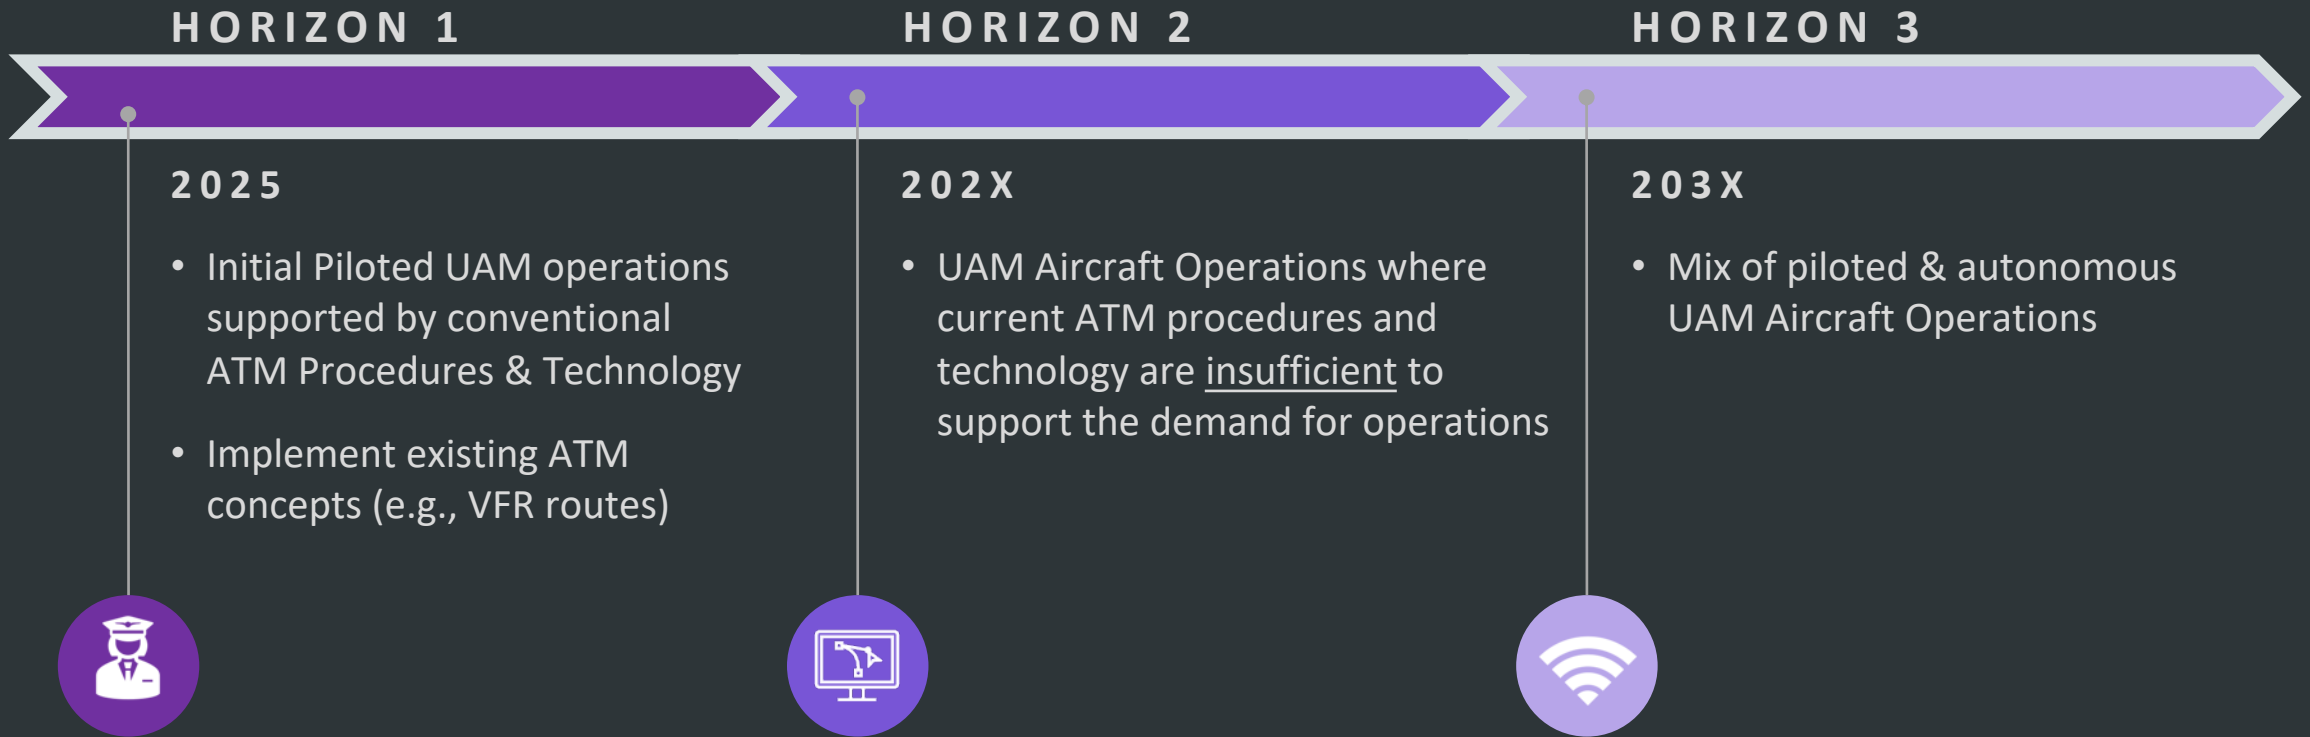 HORIZON 1
HORIZON 2
HORIZON 3
2025
• Initial Piloted UAM operations
supported by conventional
ATM Procedures & Technology
• Implement existing ATM
concepts (e.g., VFR routes)
202X
• UAM Aircraft Operations where
current ATM procedures and
technology are insufficient to
support the demand for operations
203X
• Mix of piloted & autonomous
UAM Aircraft Operations